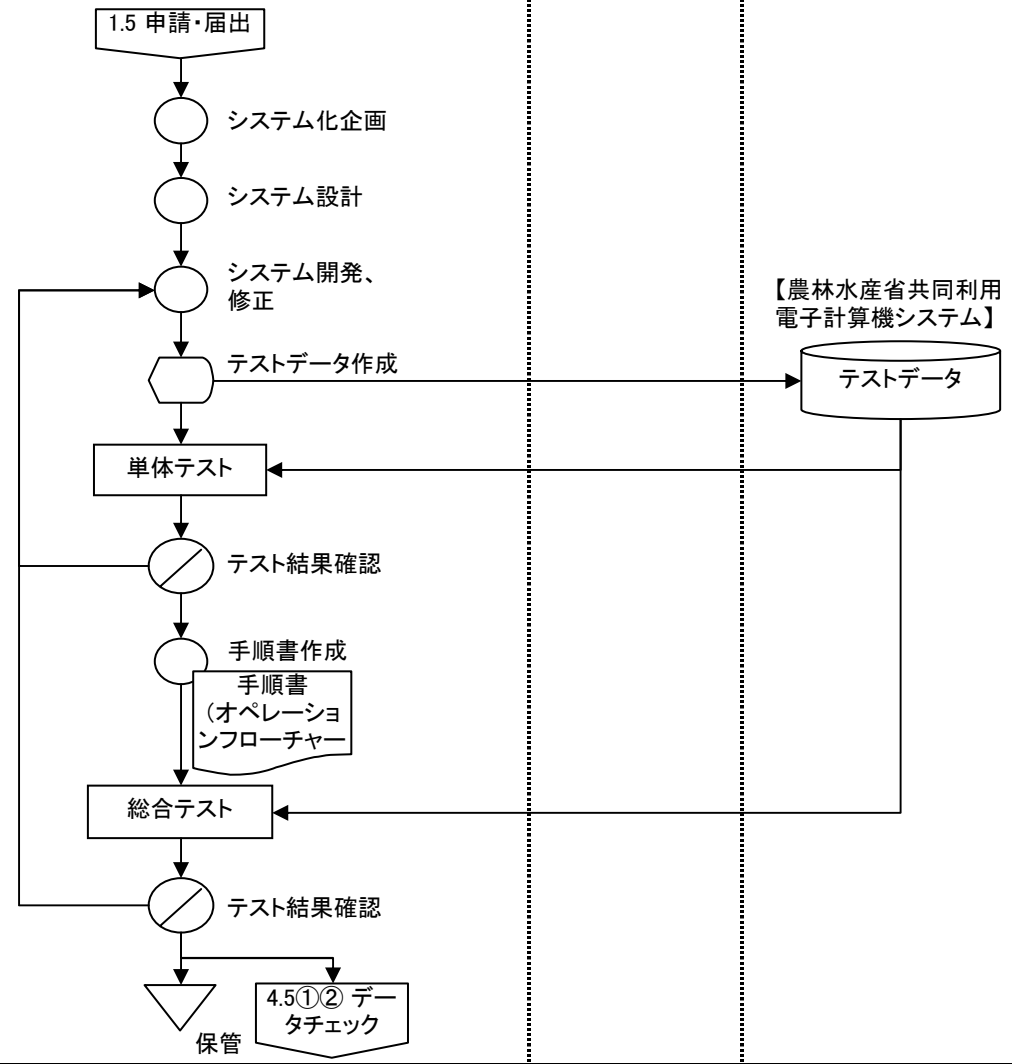 1.5 申請・届出
システム化企画
システム設計
システム開発、
修正
【農林水産省共同利用
電子計算機システム】
テストデータ作成
テストデータ
単体テスト
テスト結果確認
手順書作成
手順書
(オペレーショ
ンフローチャー
総合テスト
テスト結果確認
保管
4.5①② デー
タチェック